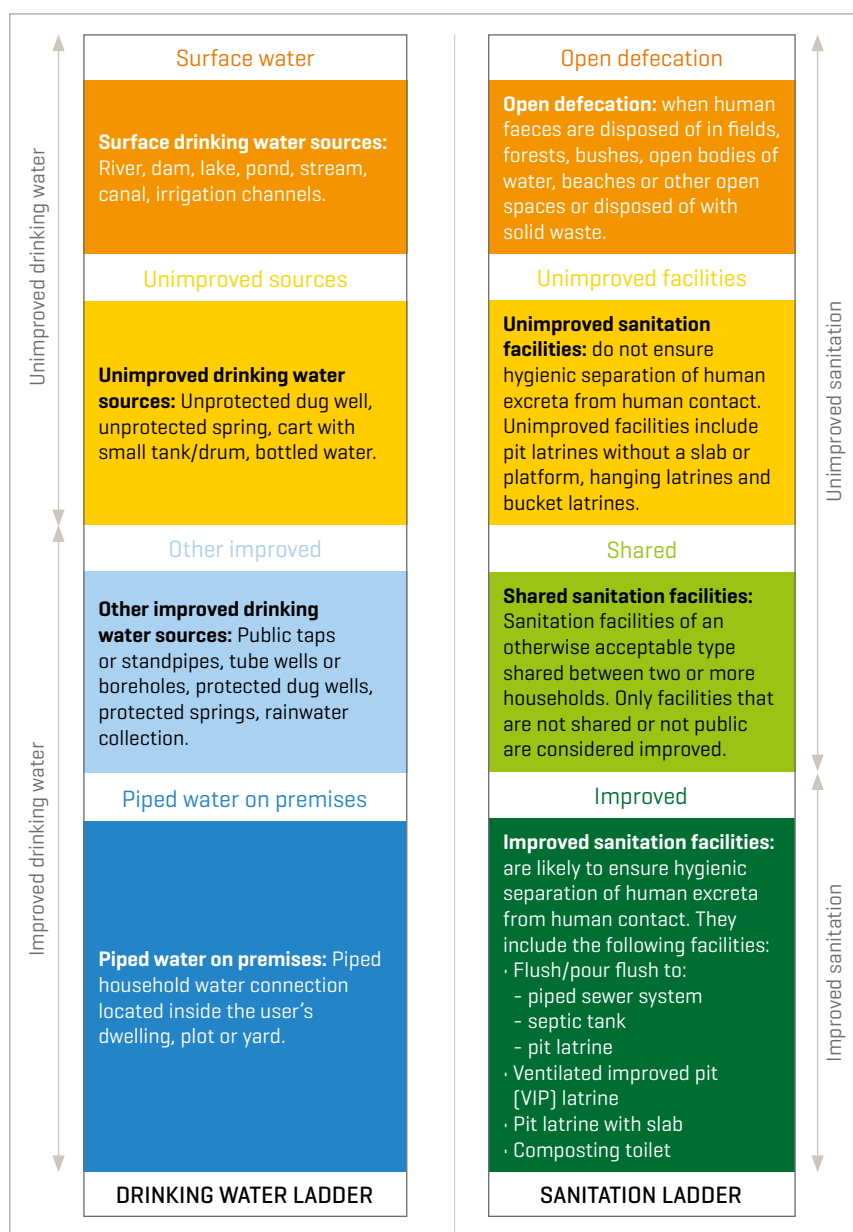 Unimproved drinking water
Improved drinking water
Surface water
Surface drinking water sources:
River, dam, lake, pond, stream,
canal, irrigation channels.
Unimproved sources
Unimproved drinking water
sources: Unprotected dug well,
unprotected spring, cart with
small tank/drum, bottled water.
Other improved
Other improved drinking
water sources: Public taps
or standpipes, tube wells or
boreholes, protected dug wells,
protected springs, rainwater
collection.
Piped water on premises
Piped water on premises: Piped
household water connection
located inside the user’s
dwelling, plot or yard.
DRINKING WATER LADDER
Open defecation
Open defecation: when human
faeces are disposed of in fields,
forests, bushes, open bodies of
water, beaches or other open
spaces or disposed of with
solid waste.
Unimproved facilities
Unimproved sanitation
facilities: do not ensure
hygienic separation of human
excreta from human contact.
Unimproved facilities include
pit latrines without a slab or
platform, hanging latrines and
bucket latrines.
Shared
Shared sanitation facilities:
Sanitation facilities of an
otherwise acceptable type
shared between two or more
households. Only facilities that
are not shared or not public
are considered improved.
Improved
Improved sanitation facilities:
are likely to ensure hygienic
separation of human excreta
from human contact. They
include the following facilities:
· Flush/pour flush to:
– piped sewer system
– septic tank
– pit latrine
· Ventilated improved pit
(VIP) latrine
· Pit latrine with slab
· Composting toilet
SANITATION LADDER
Unimproved sanitation
Improved sanitation